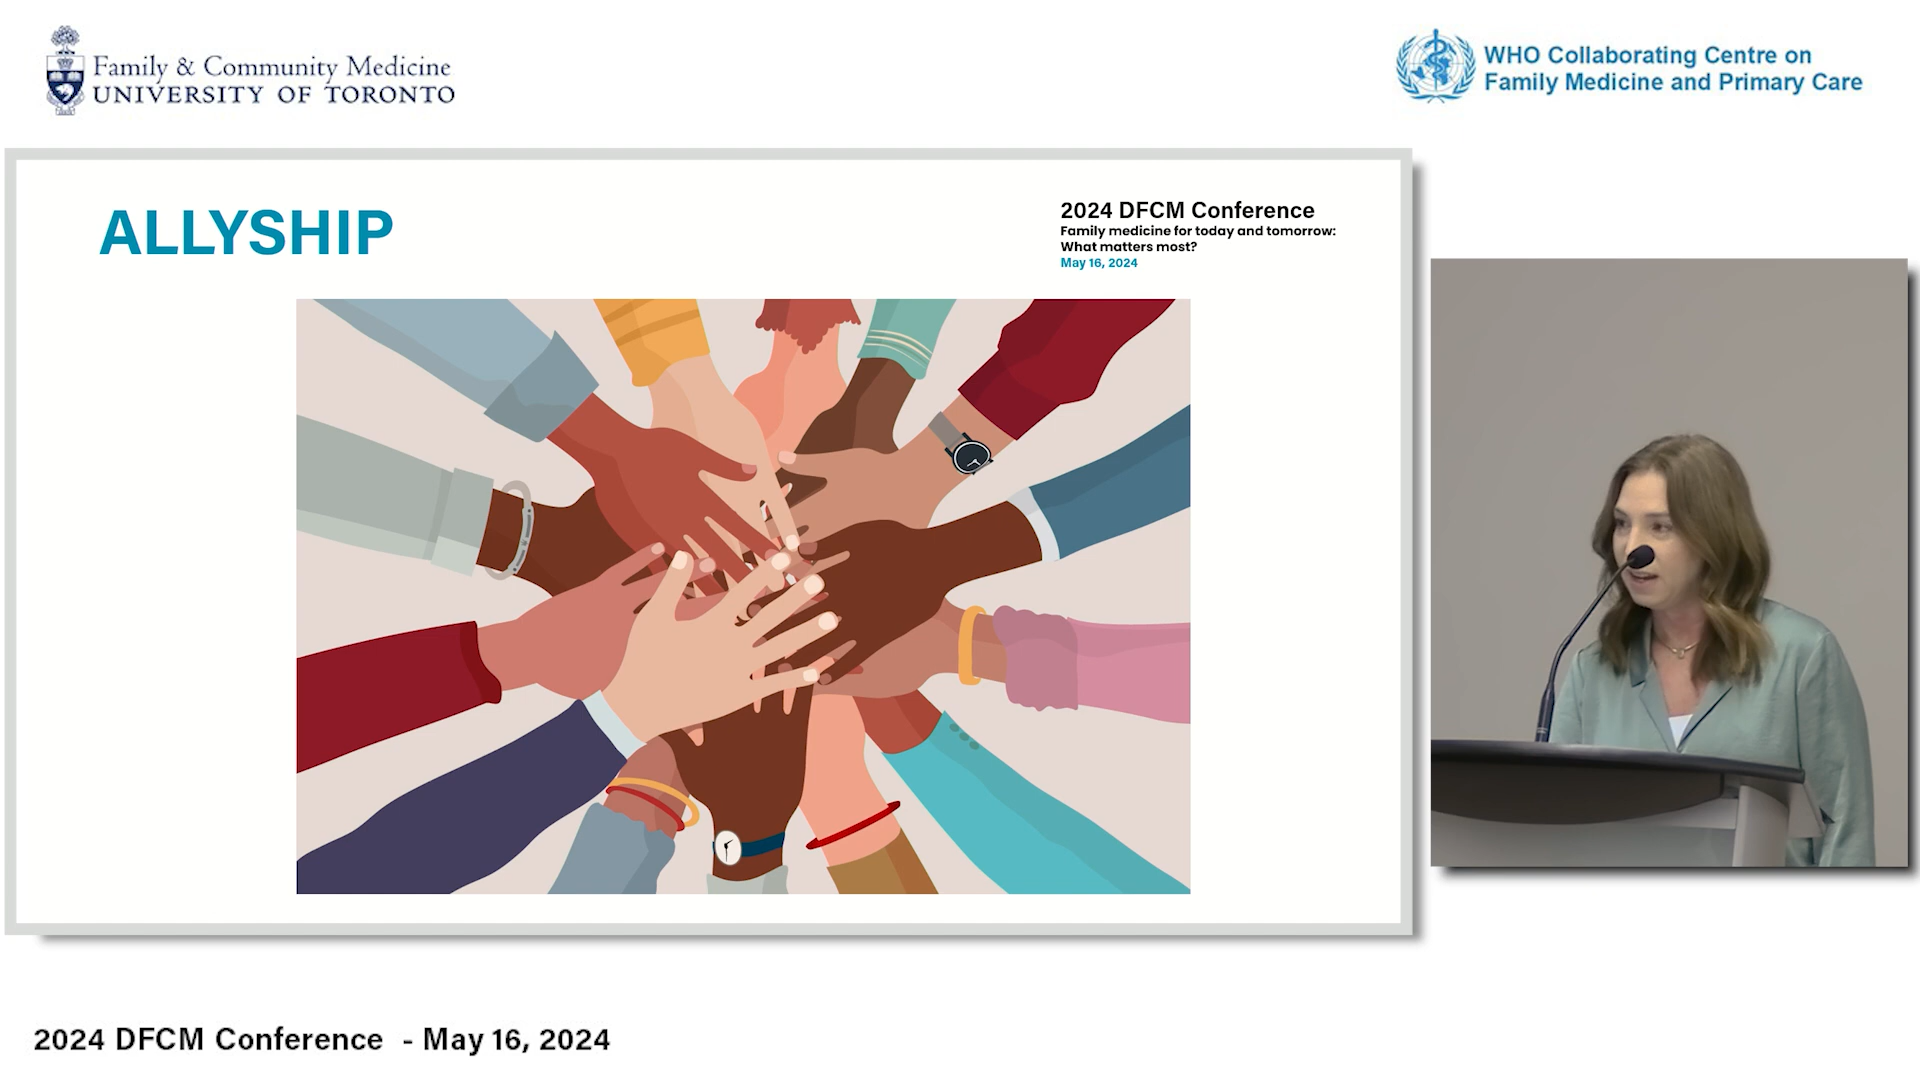 Family & Community Medicine
UNIVERSITY OF TORONTO
WHO Collaborating Centre on
Family Medicine and Primary Care
ALLYSHIP
2024 DFCM Conference
Family medicine for today and tomorrow:
What matters most?
May 16, 2024
2024 DFCM Conference - May 16, 2024